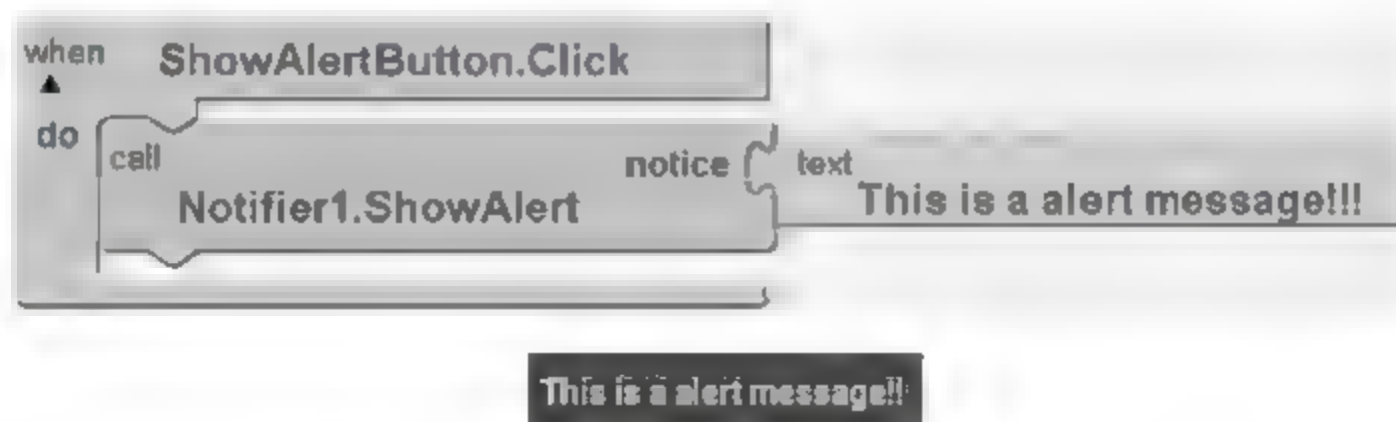 when ShowAlertButton.Click
do
call notice text
Notifier1.ShowAlert This is a alert message!!!
This is a alert message!!